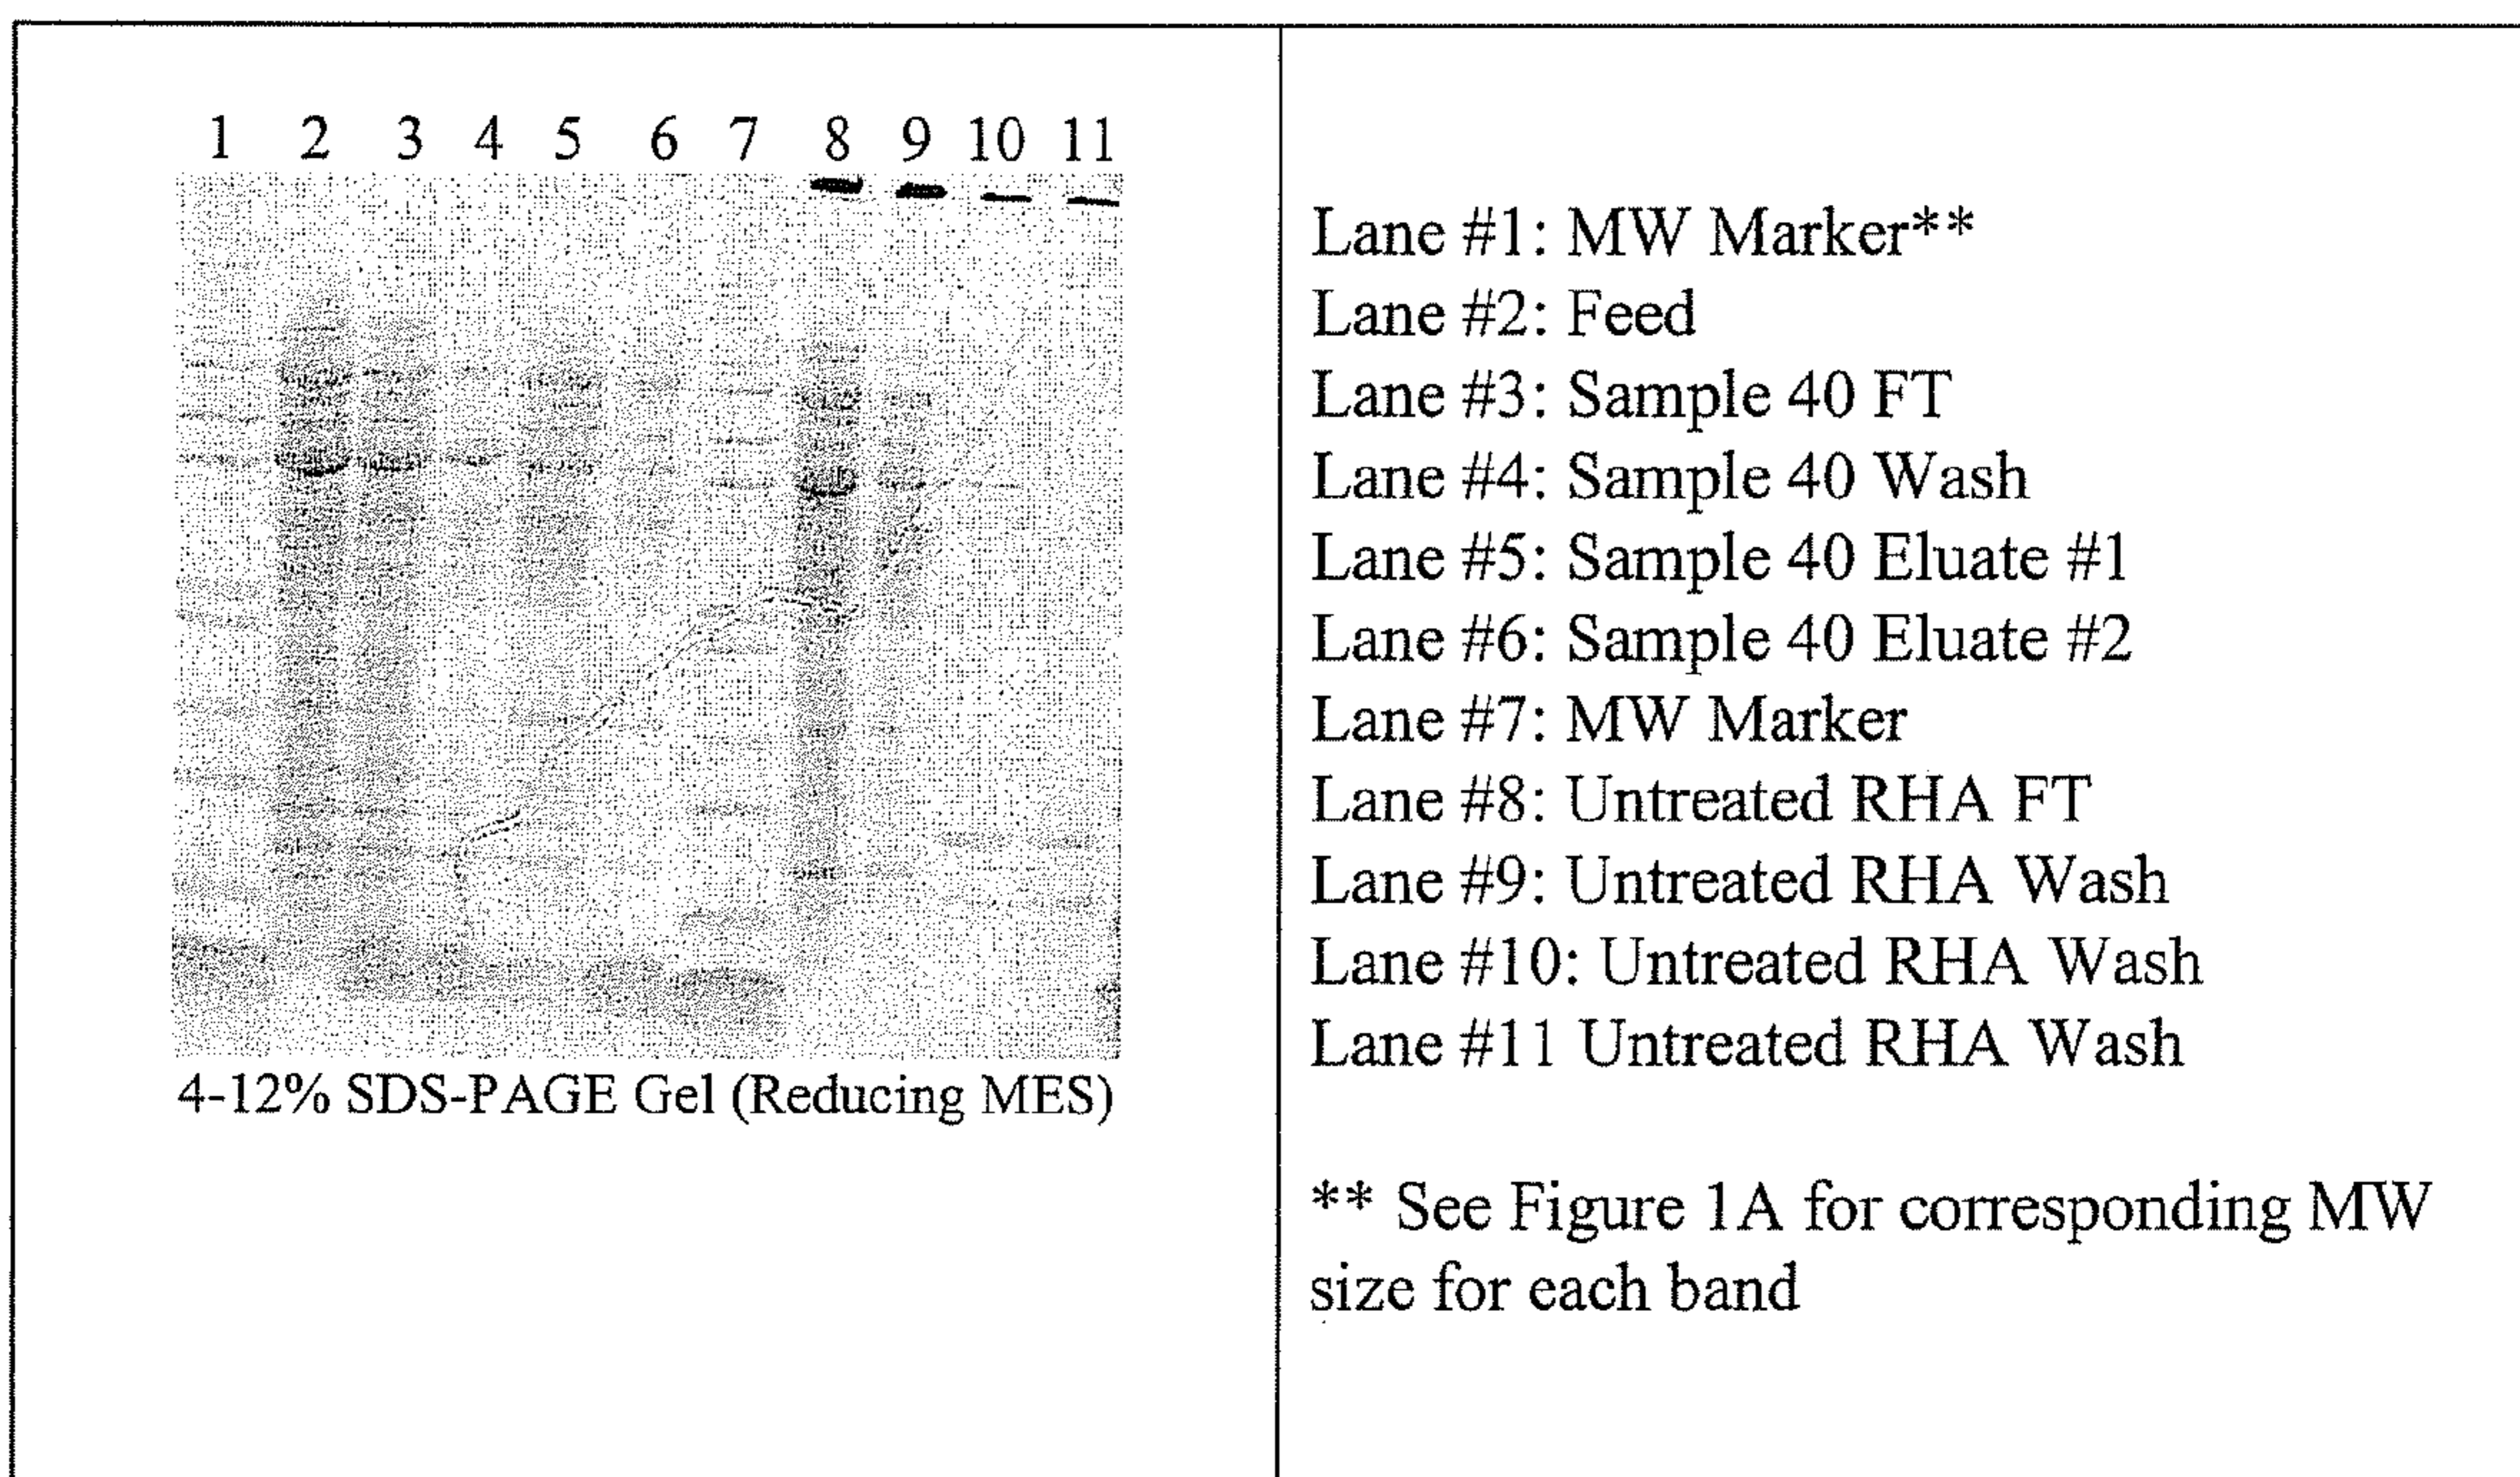 1 2 3 4 5 6 7 8 9 10 11
4-12% SDS-PAGE Gel (Reducing MES)
Lane #1: MW Marker**
Lane #2: Feed
Lane #3: Sample 40 FT
Lane #4: Sample 40 Wash
Lane #5: Sample 40 Eluate #1
Lane #6: Sample 40 Eluate #2
Lane #7: MW Marker
Lane #8: Untreated RHA FT
Lane #9: Untreated RHA Wash
Lane #10: Untreated RHA Wash
Lane #11 Untreated RHA Wash
** See Figure 1A for corresponding MW
size for each band